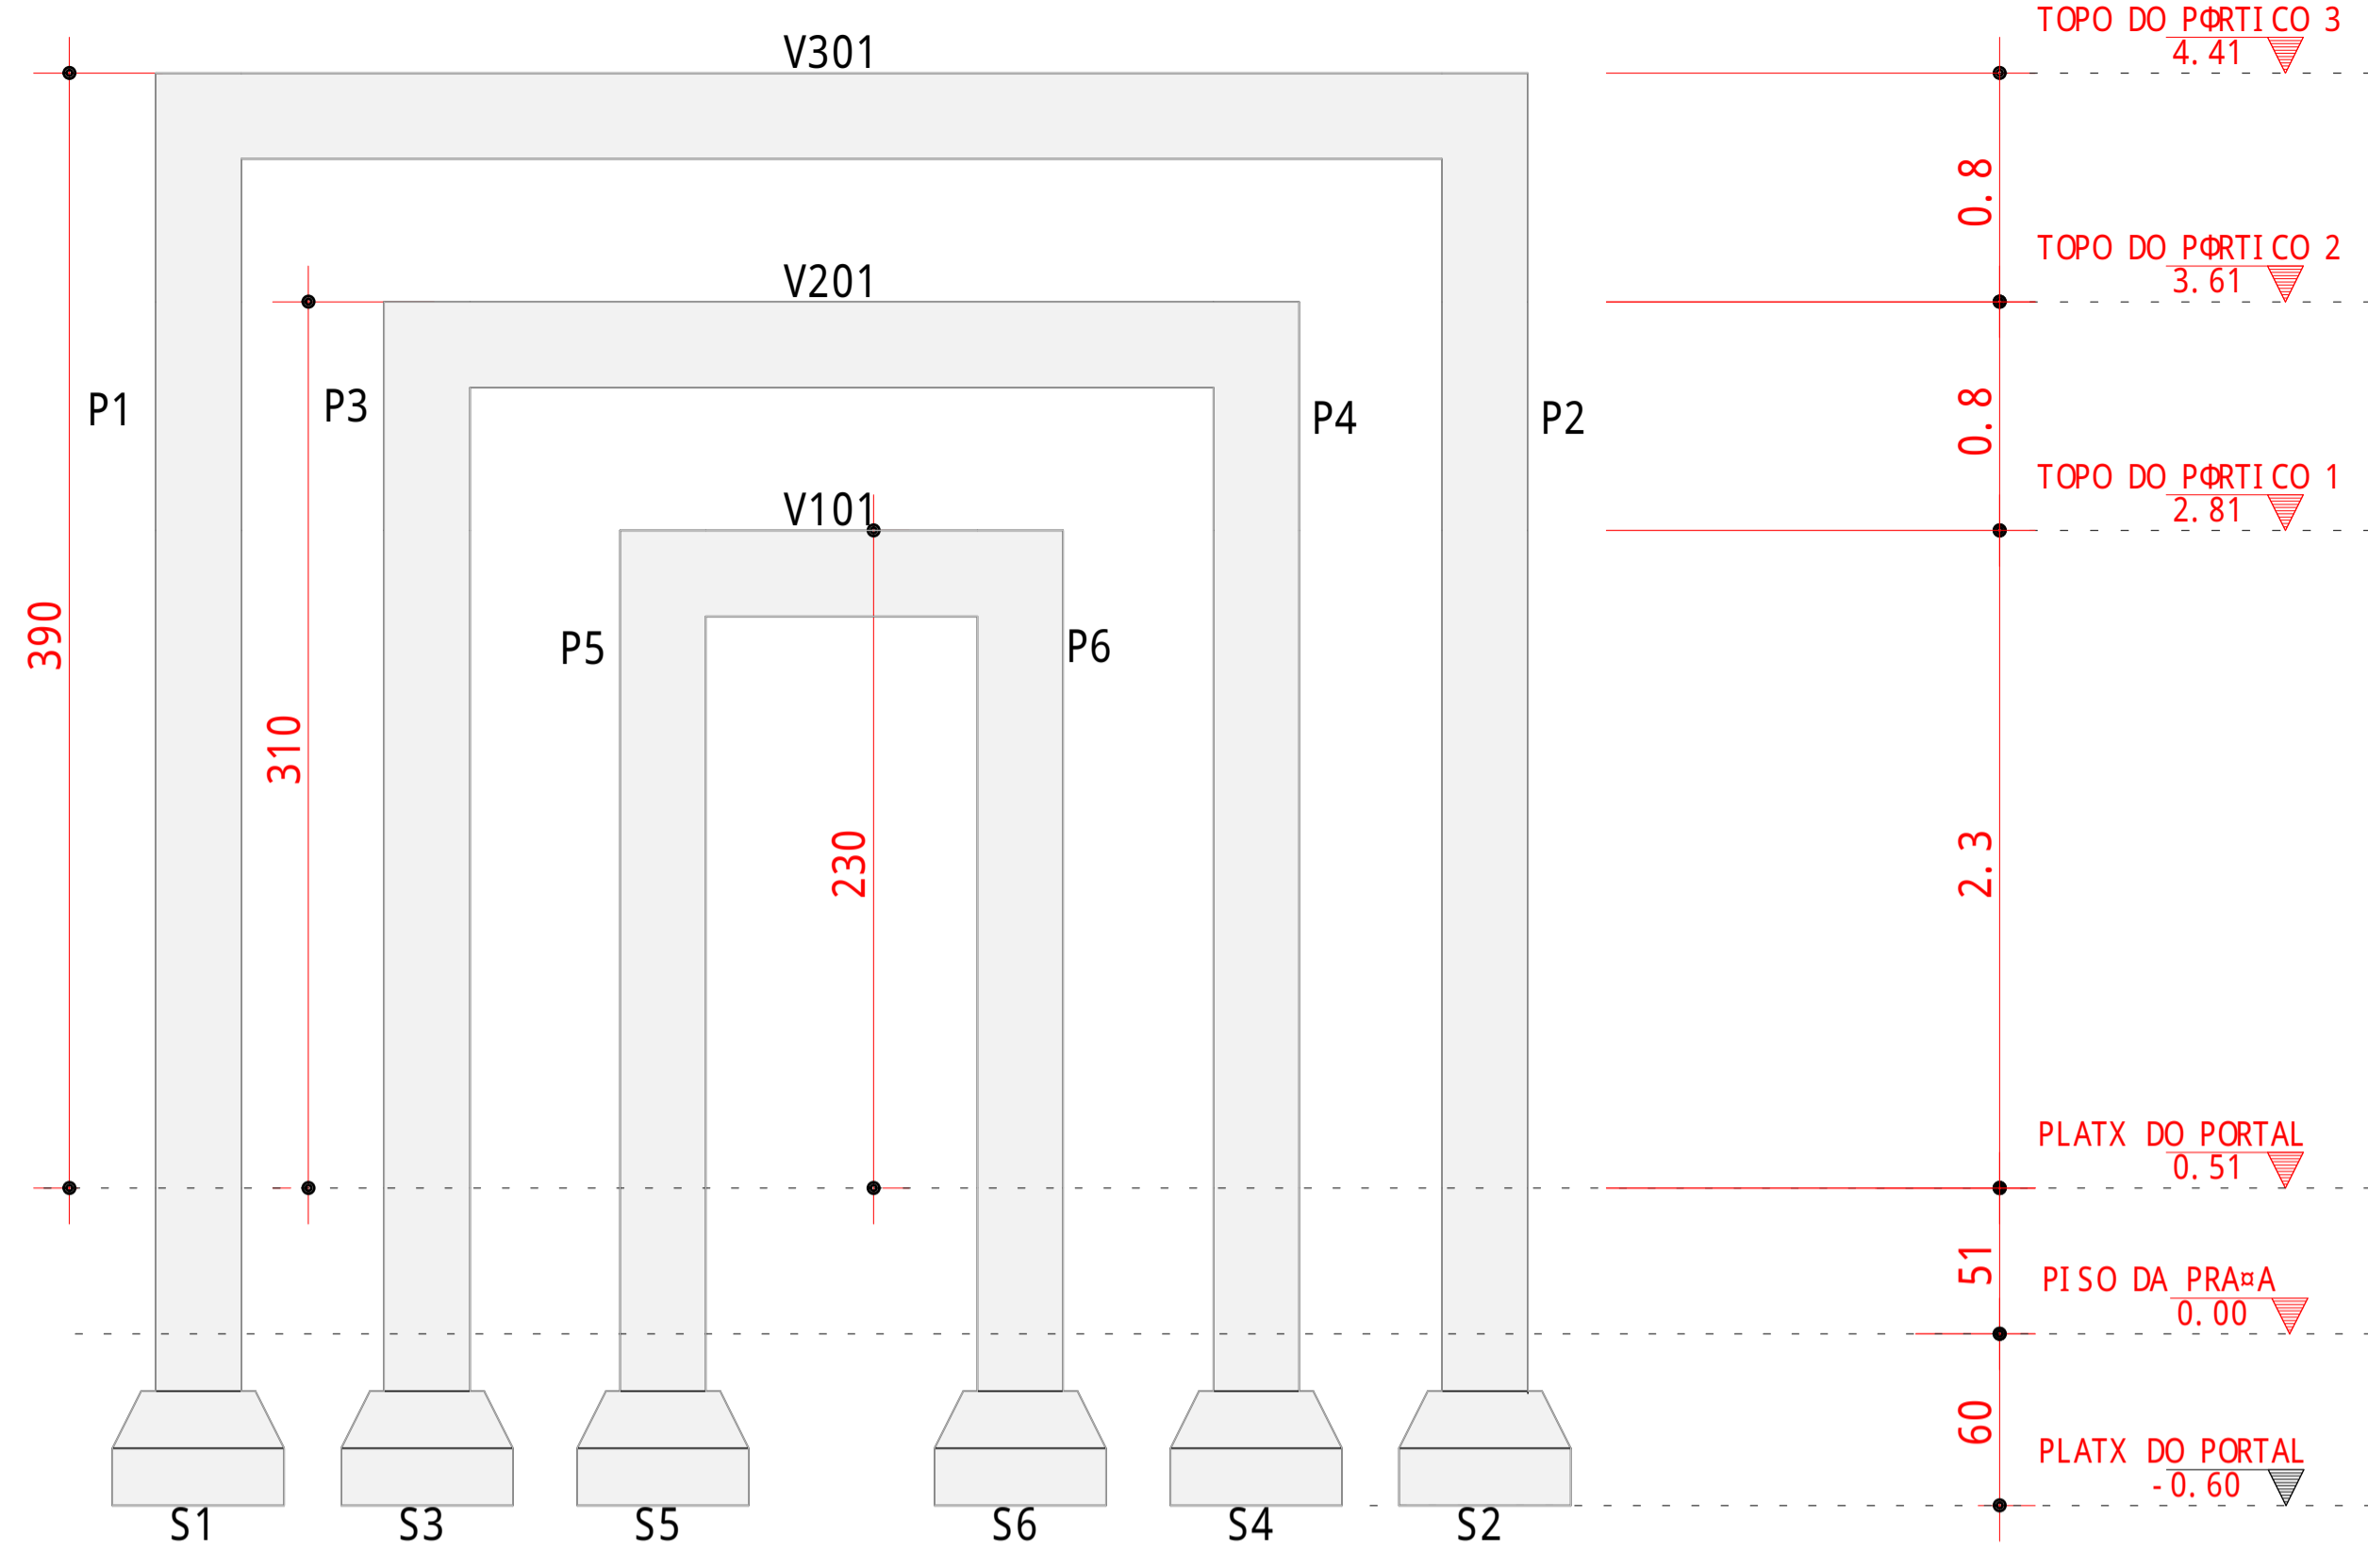 TOPO DO PΦRTICO 3
4.41
V301
0.8
TOPO DO PΦRTICO 2
3.61
V201
P1
P3
P4
P2
0.8
TOPO DO PΦRTICO 1
2.81
V101
390
P5
P6
310
230
2.3
PLATX DO PORTAL
0.51
51
PISO DA PRA¤A
0.00
60
PLATX DO PORTAL
-0.60
S1
S3
S5
S6
S4
S2